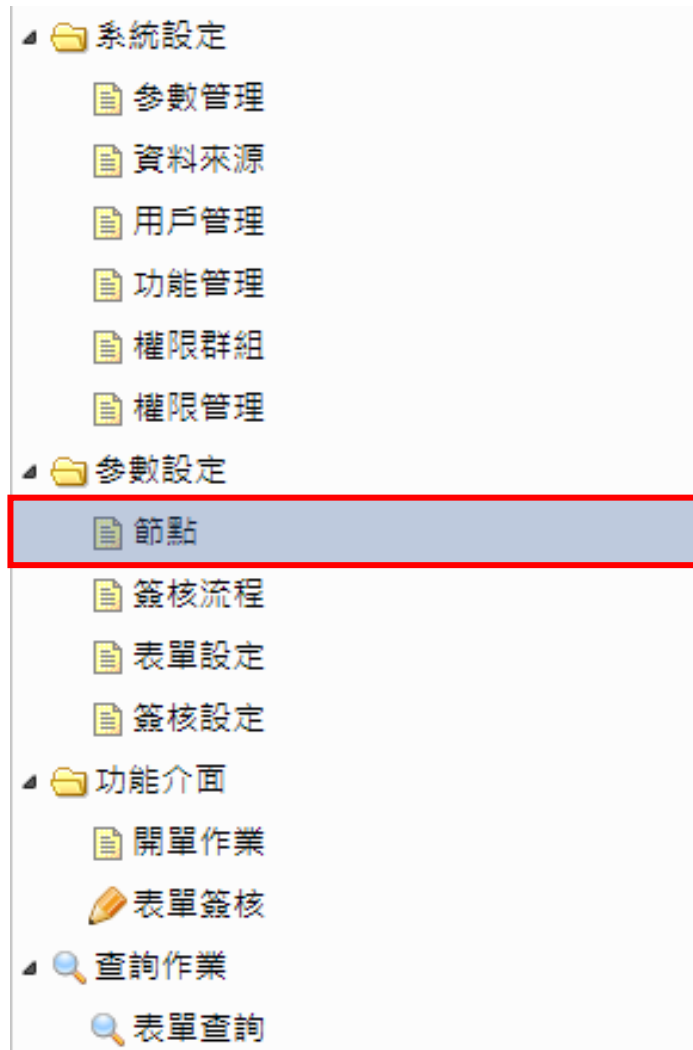 系統設定
參數管理
資料來源
用戶管理
功能管理
權限群組
權限管理
參數設定
節點
簽核流程
表單設定
簽核設定
功能介面
開單作業
表單簽核
查詢作業
表單查詢